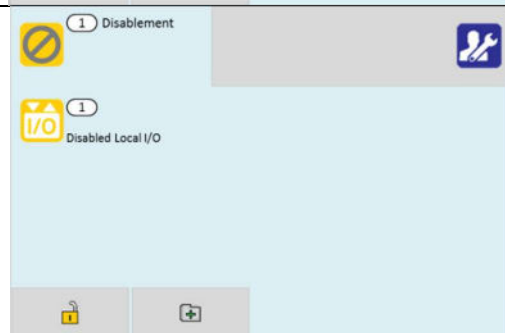 1 Disablement
I/O 1
Disabled Local I/O